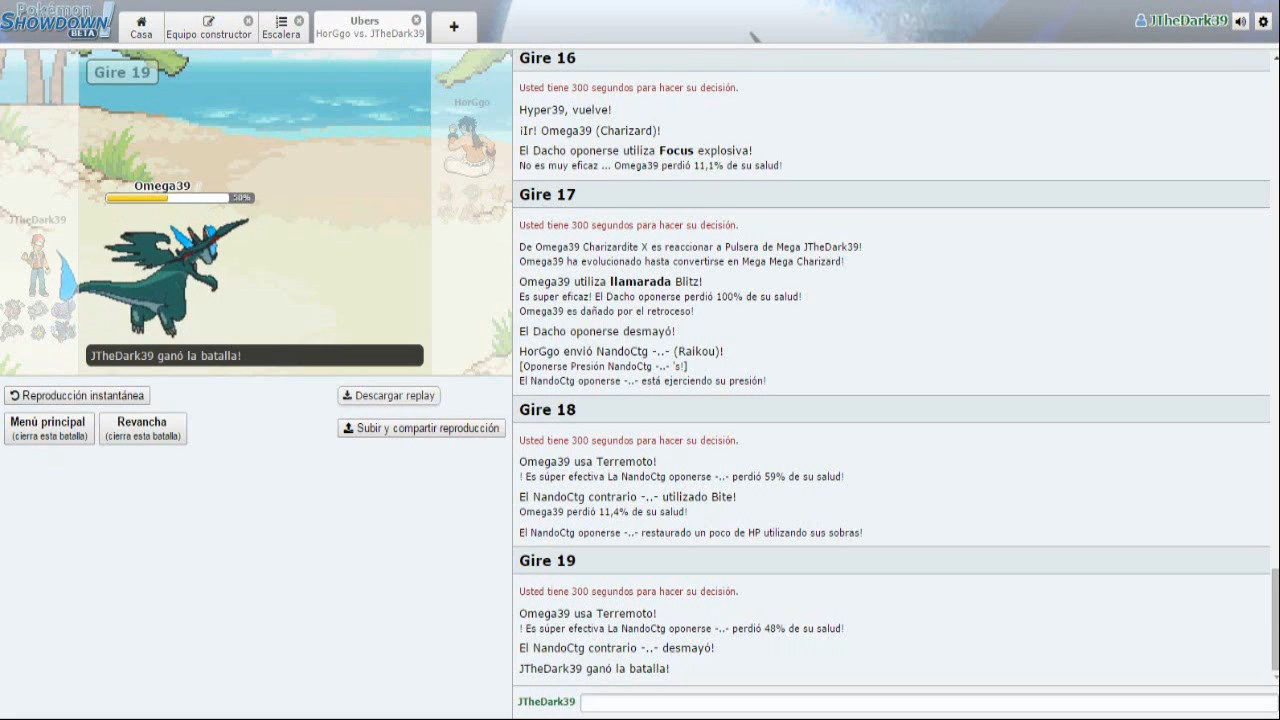 Pokémon
SHOWDOWN!
BETA
Casa
Equipo constructor
Escalera
Ubers
HorGgo vs. JTheDark39
+
JTheDark39
Gire 19
HorGgo
Omega39
50%
JTheDark39
JTheDark39 ganó la batalla!
Reproducción instantánea
Descargar replay
Menú principal
(cierra esta batalla)
Revancha
(cierra esta batalla)
Subir y compartir reproducción
Gire 16
Usted tiene 300 segundos para hacer su decisión.
Hyper39, vuelve!
¡Ir! Omega39 (Charizard)!
El Dacho oponerse utiliza Focus explosiva!
No es muy eficaz ... Omega39 perdió 11,1% de su salud!
Gire 17
Usted tiene 300 segundos para hacer su decisión.
De Omega39 Charizardite X es reaccionar a Pulsera de Mega JTheDark39!
Omega39 ha evolucionado hasta convertirse en Mega Mega Charizard!
Omega39 utiliza llamarada Blitz!
Es super eficaz! El Dacho oponerse perdió 100% de su salud!
Omega39 es dañado por el retroceso!
El Dacho oponerse desmayó!
HorGgo envió NandoCtg -..- (Raikou)!
[Oponerse Presión NandoCtg -..- 's!]
El NandoCtg oponerse -..- está ejerciendo su presión!
Gire 18
Usted tiene 300 segundos para hacer su decisión.
Omega39 usa Terremoto!
! Es súper efectiva La NandoCtg oponerse -..- perdió 59% de su salud!
El NandoCtg contrario -..- utilizado Bite!
Omega39 perdió 11,4% de su salud!
El NandoCtg oponerse -..- restaurado un poco de HP utilizando sus sobras!
Gire 19
Usted tiene 300 segundos para hacer su decisión.
Omega39 usa Terremoto!
! Es súper efectiva La NandoCtg oponerse -..- perdió 48% de su salud!
El NandoCtg contrario -..- desmayó!
JTheDark39 ganó la batalla!
JTheDark39